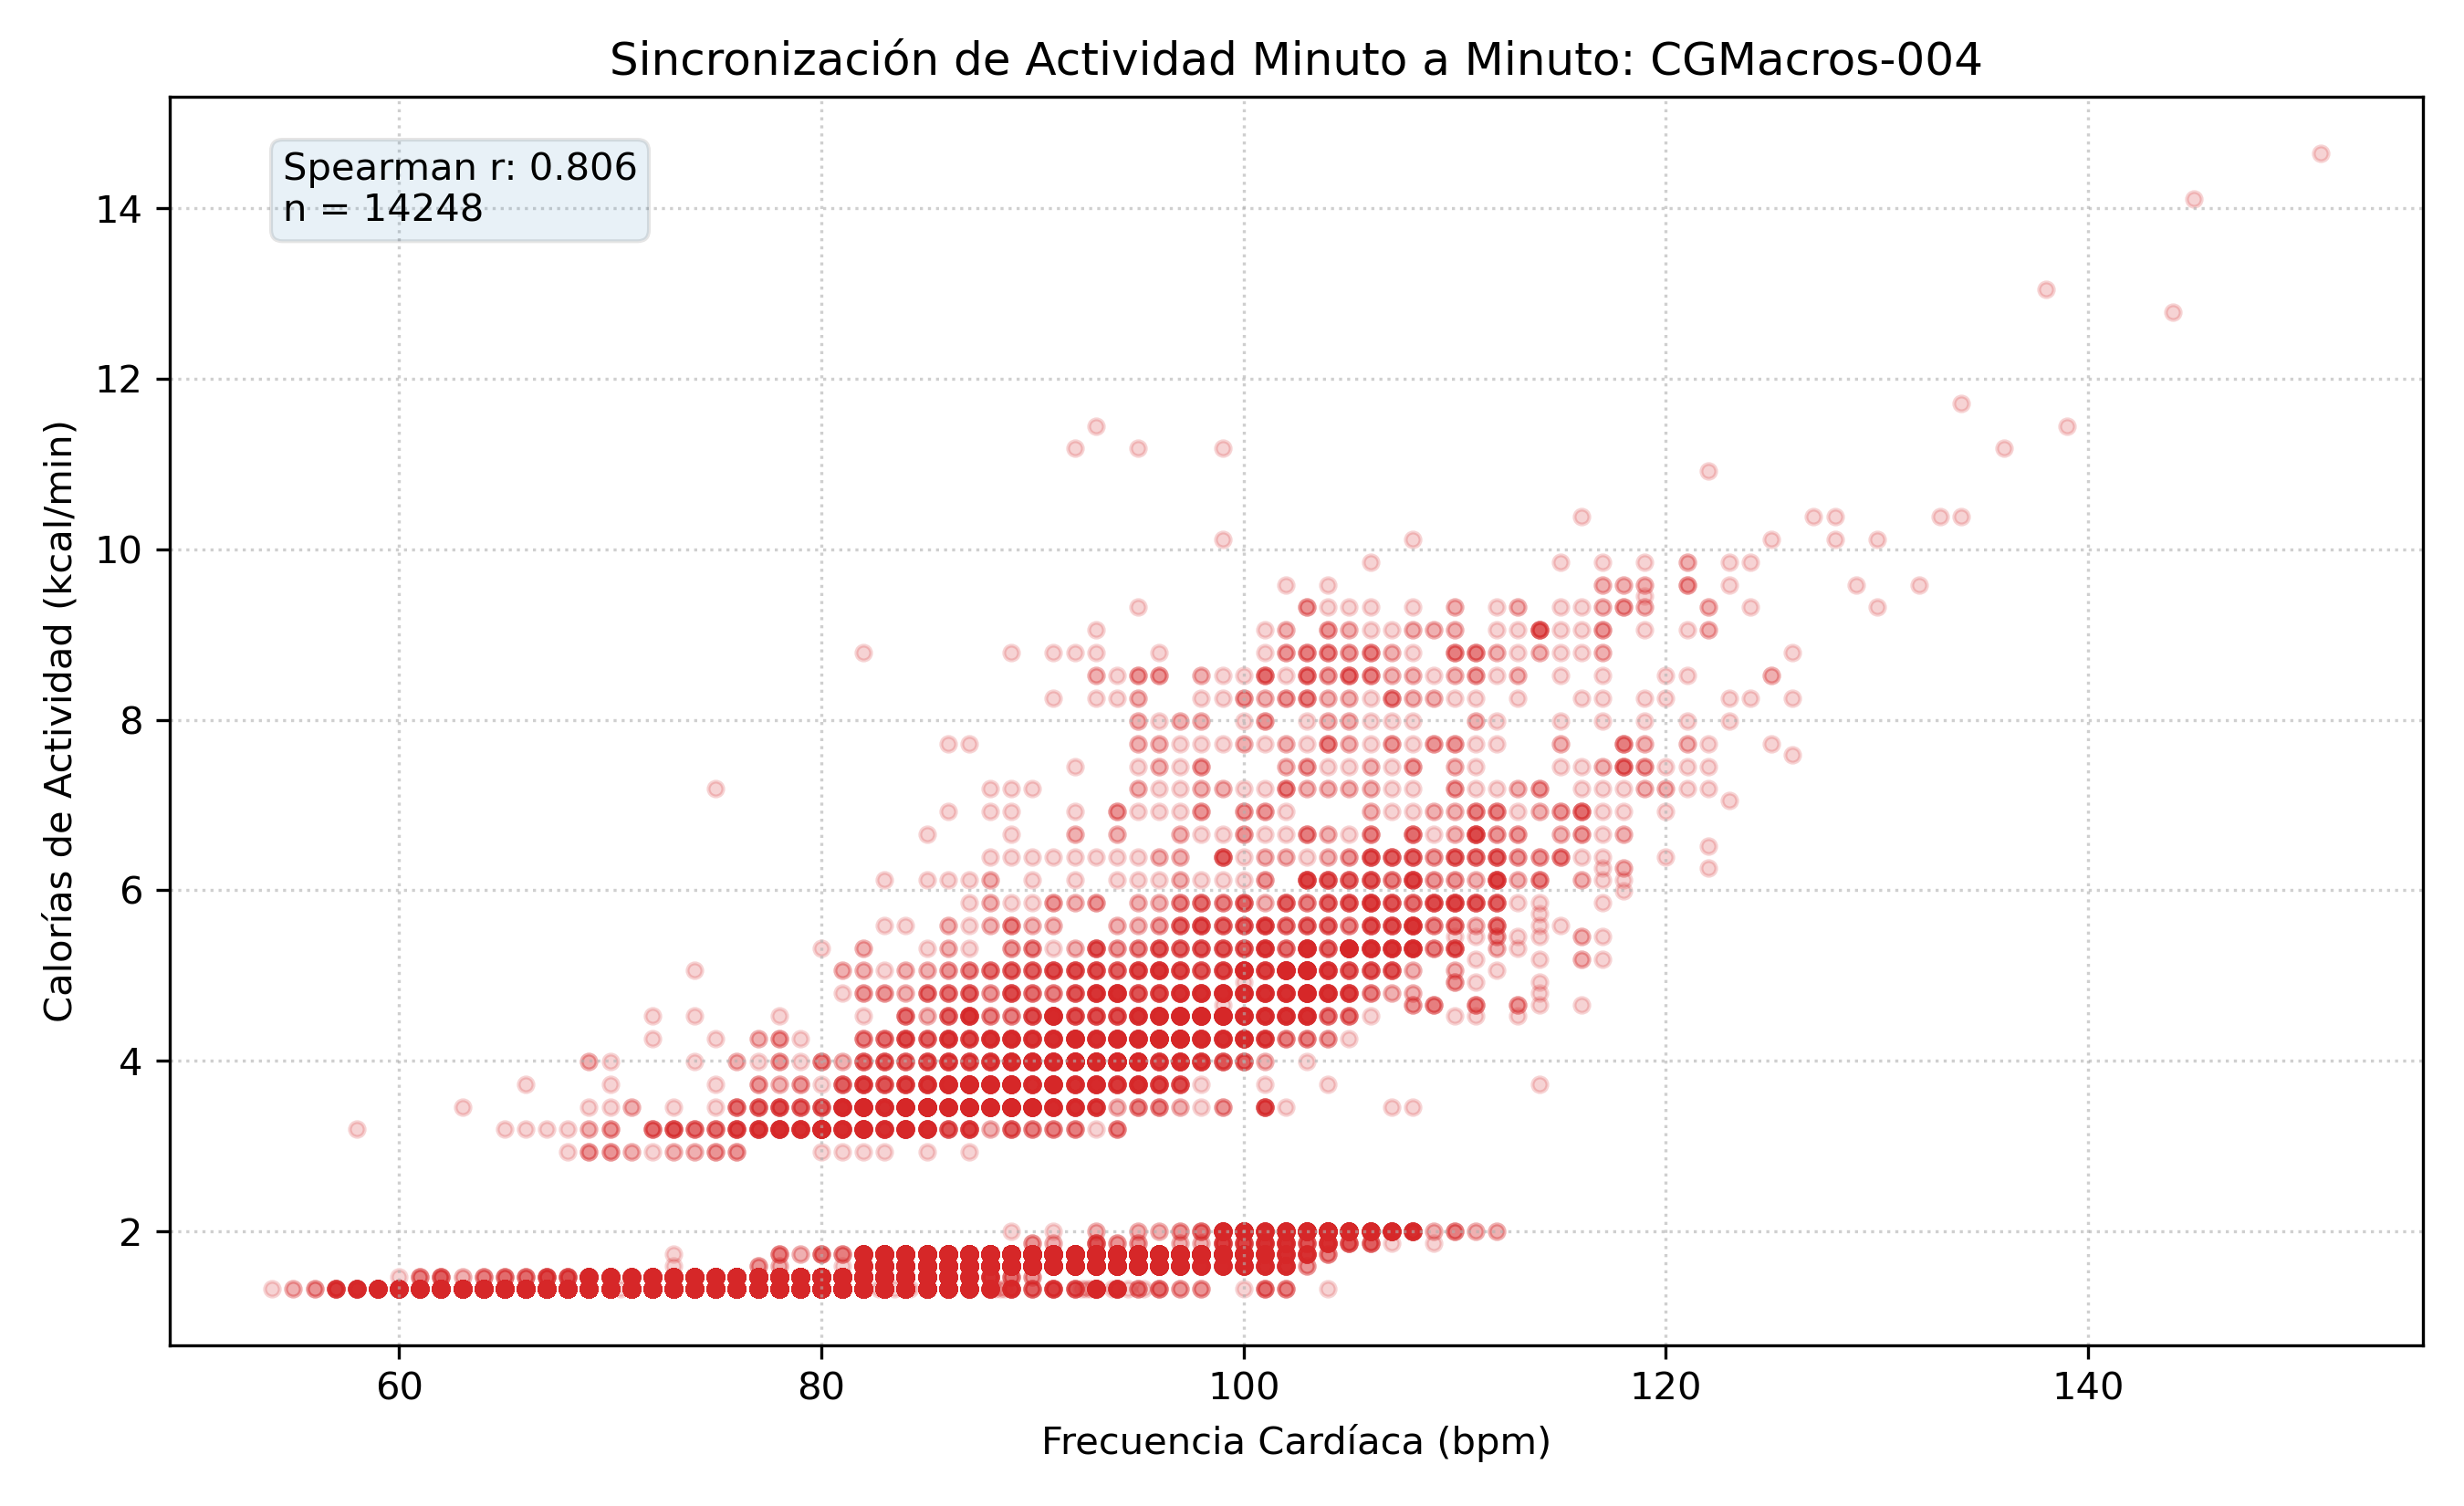 Sincronización de Actividad Minuto a Minuto: CGMacros-004
Spearman r: 0.806
n = 14248
14
12
10
8
6
4
2
Calorías de Actividad (kcal/min)
60 80 100 120 140
Frecuencia Cardíaca (bpm)